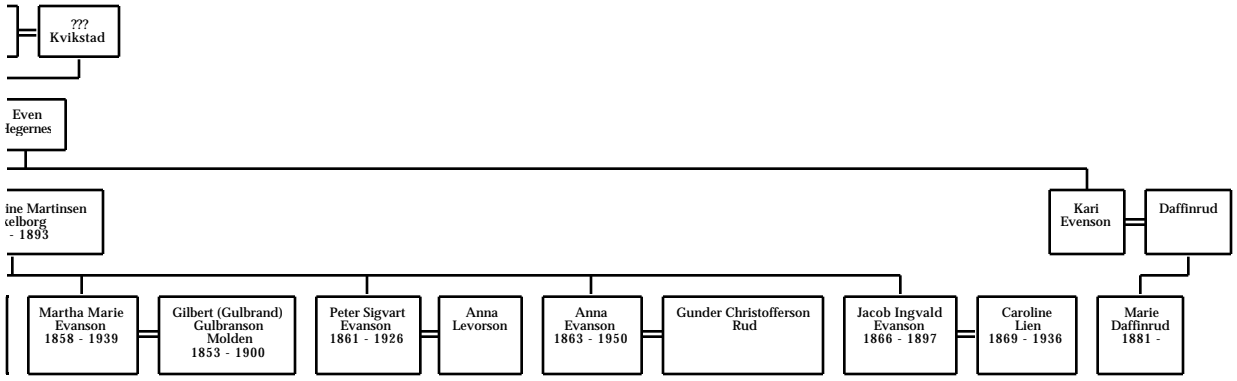 ???
Kvikstad
Even
Hegernes
ine Martinsen
kelborg
- 1893
Kari
Evenson
Daffinrud
Martha Marie
Evanson
1858 - 1939
Gilbert (Gulbrand)
Gulbranson
Molden
1853 - 1900
Peter Sigvart
Evanson
1861 - 1926
Anna
Levorson
Anna
Evanson
1863 - 1950
Gunder Christofferson
Rud
Jacob Ingvald
Evanson
1866 - 1897
Caroline
Lien
1869 - 1936
Marie
Daffinrud
1881 -